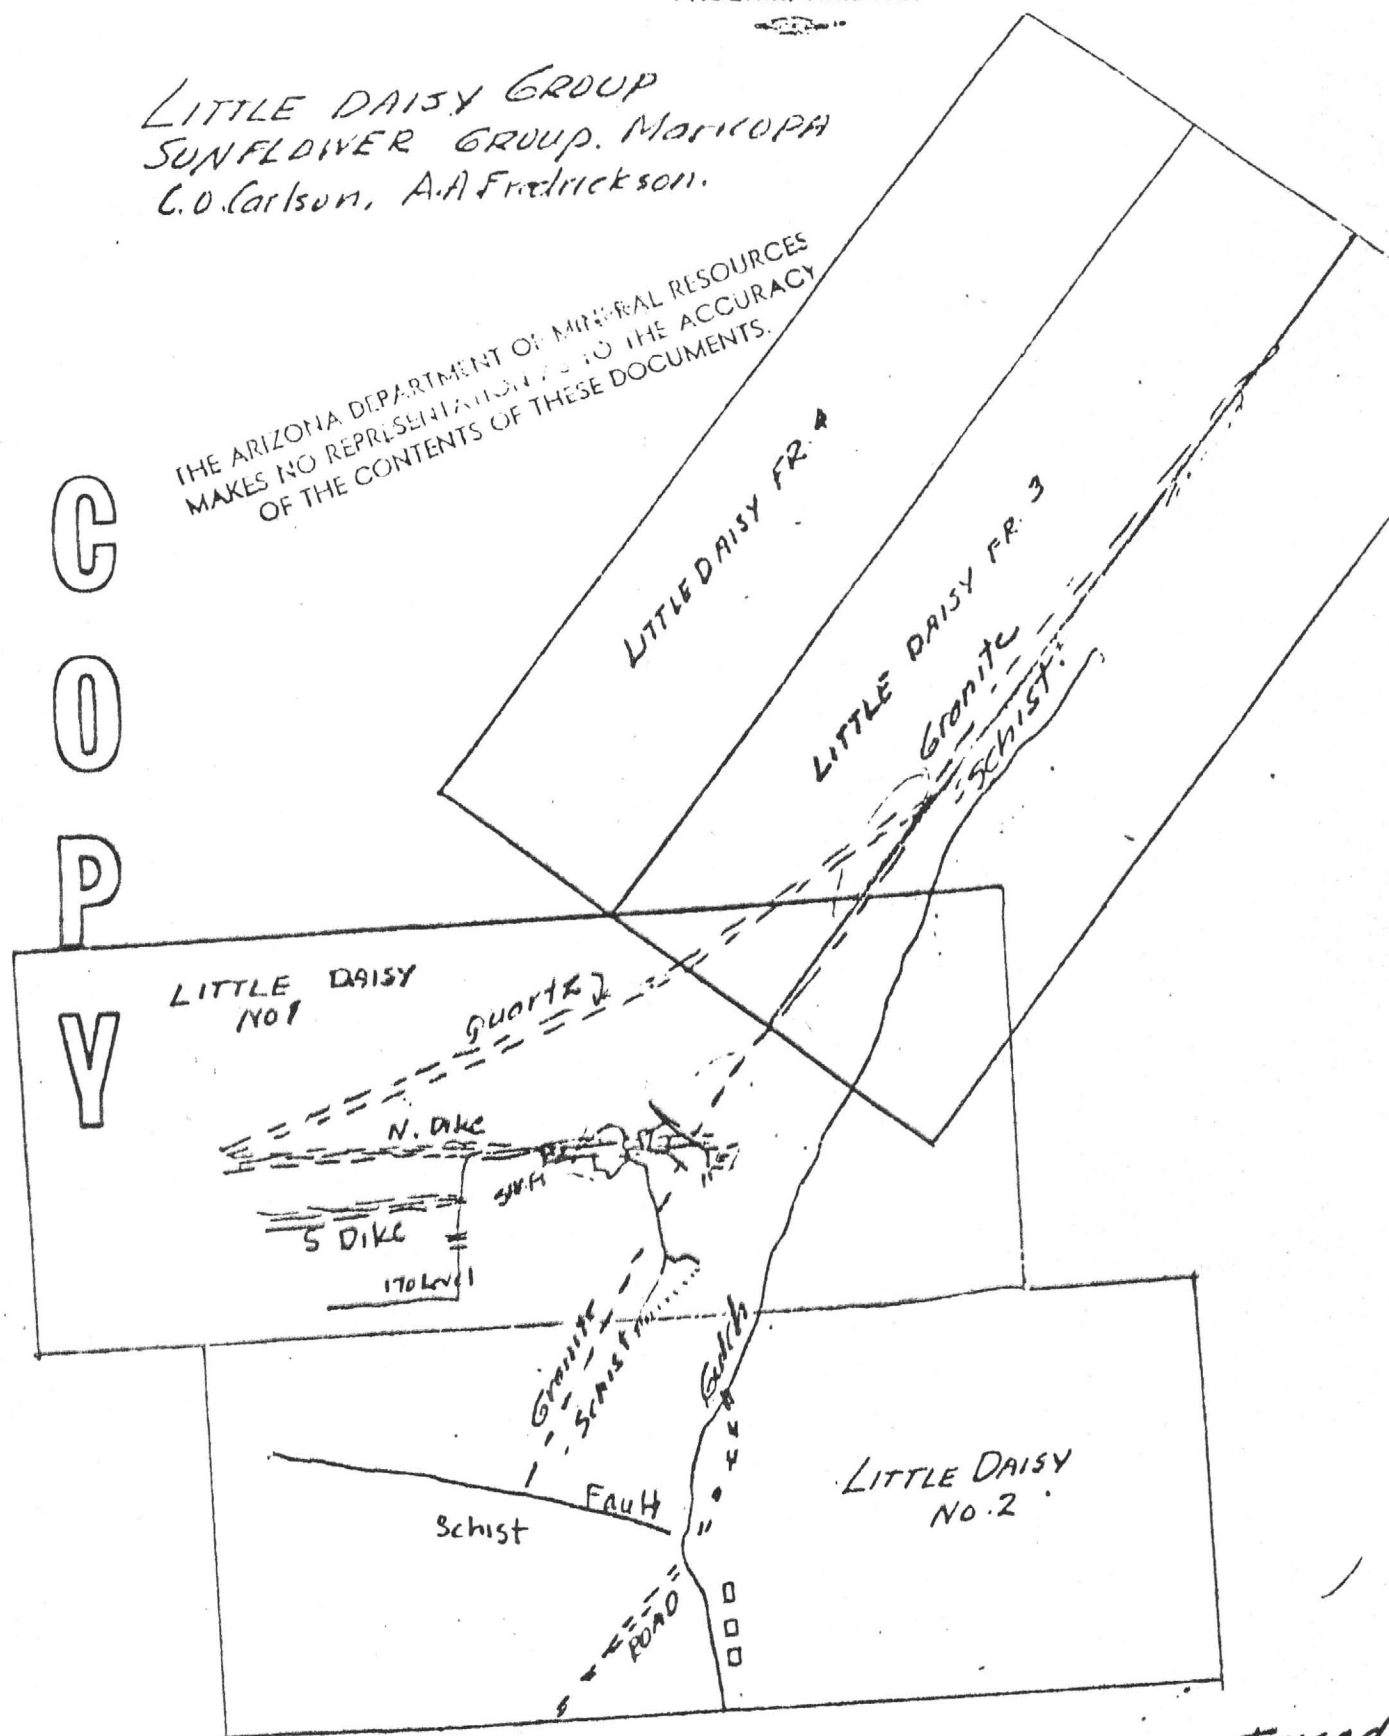 LITTLE DAISY GROUP
SUNFLOWER GROUP. Maricopa
C.O. Carlson, A.A Fredrickson.
THE ARIZONA DEPARTMENT OF MINERAL RESOURCES
MAKES NO REPRESENTATION AS TO THE ACCURACY
OF THE CONTENTS OF THESE DOCUMENTS.
COPY
LITTLE DAISY FR. 4
LITTLE DAISY FR. 3
Granite
Schist.
LITTLE DAISY
NO 1
quartz
N. Dike
S Dike
170 Level
Granite
Schist
Gulch
Fault
Schist
LITTLE DAISY
NO. 2
ROAD